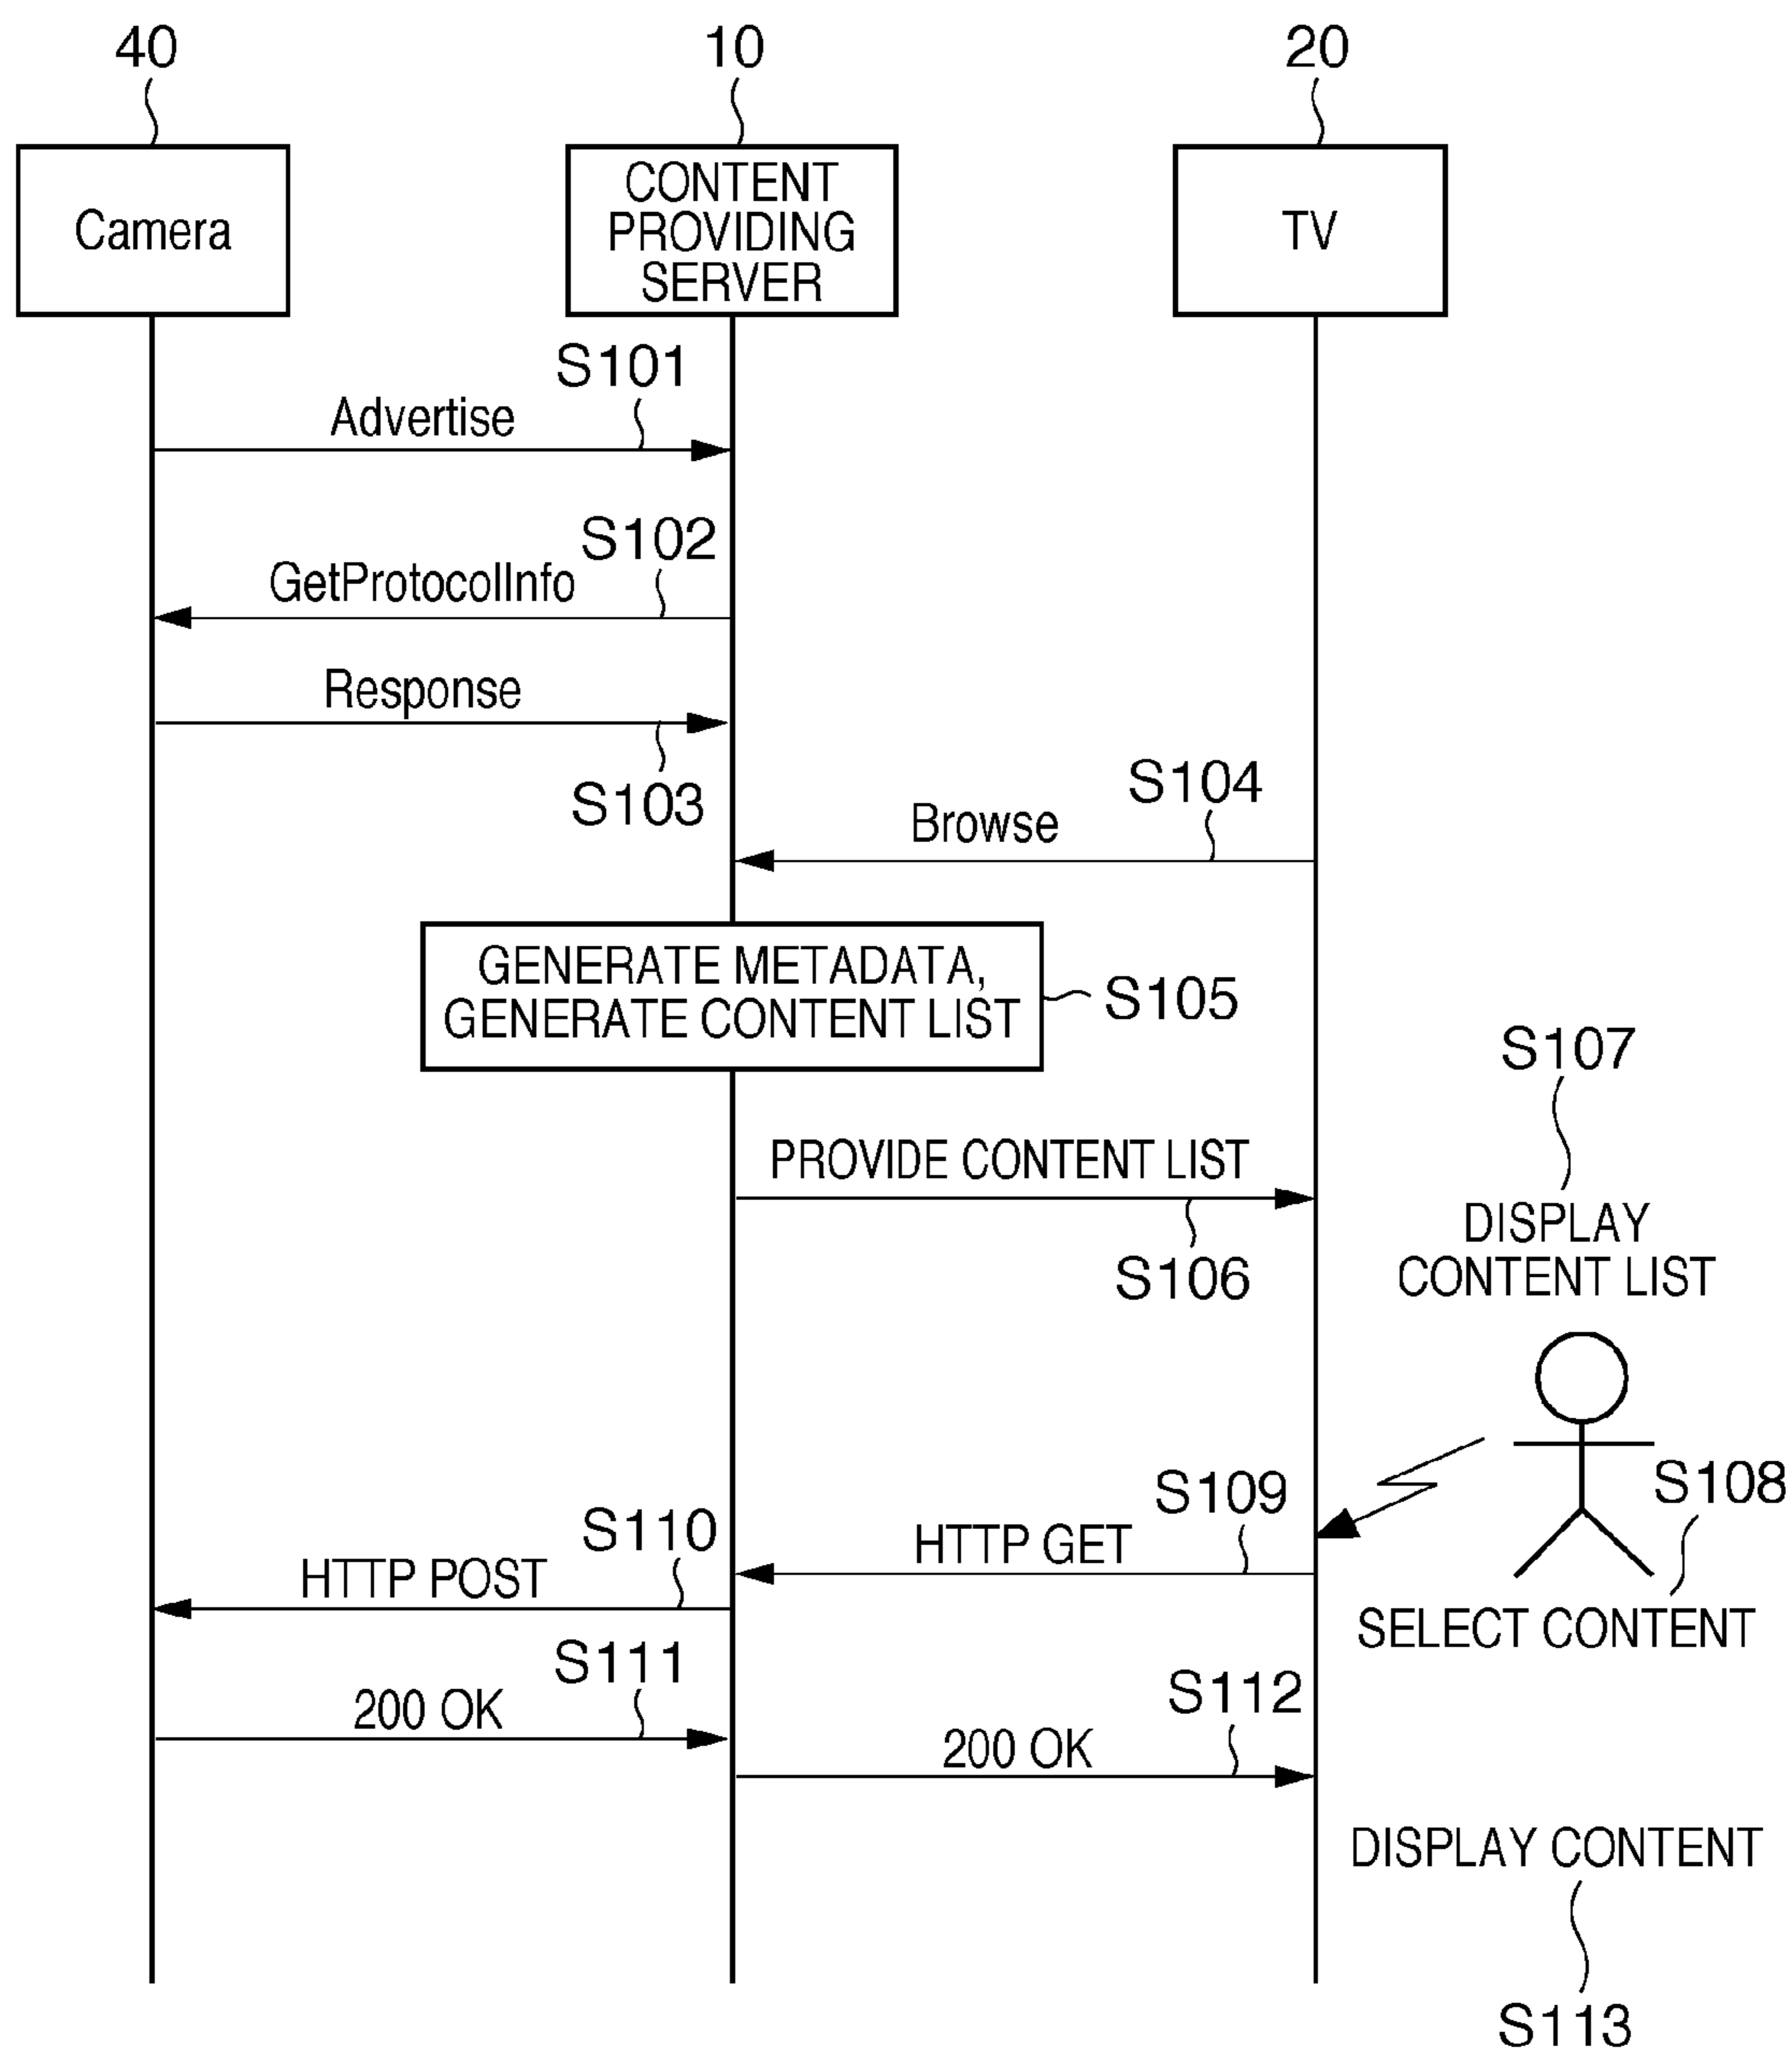 40
10
20
Camera
CONTENT
PROVIDING
SERVER
TV
S101
Advertise
S102
GetProtocolInfo
Response
S103
S104
Browse
GENERATE METADATA,
GENERATE CONTENT LIST
S105
S107
PROVIDE CONTENT LIST
S106
DISPLAY
CONTENT LIST
S108
S109
HTTP GET
S110
HTTP POST
SELECT CONTENT
S111
200 OK
S112
200 OK
DISPLAY CONTENT
S113